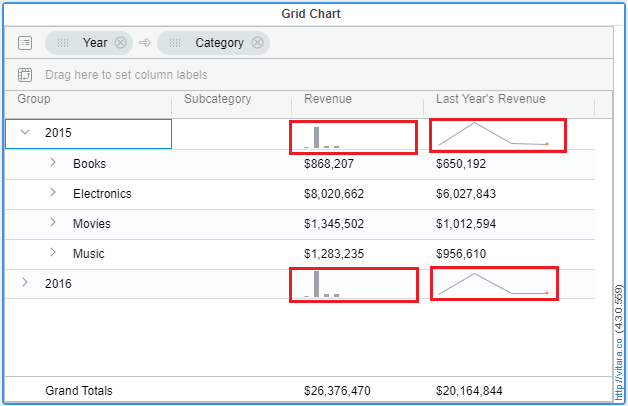 Grid Chart
Year Category
Drag here to set column labels
Group Subcategory Revenue Last Year's Revenue
2015
Books $868,207 $650,192
Electronics $8,020,662 $6,027,843
Movies $1,345,502 $1,012,594
Music $1,283,235 $956,610
2016
Grand Totals $26,376,470 $20,164,844
http://vitara.co (4.3.0.559)